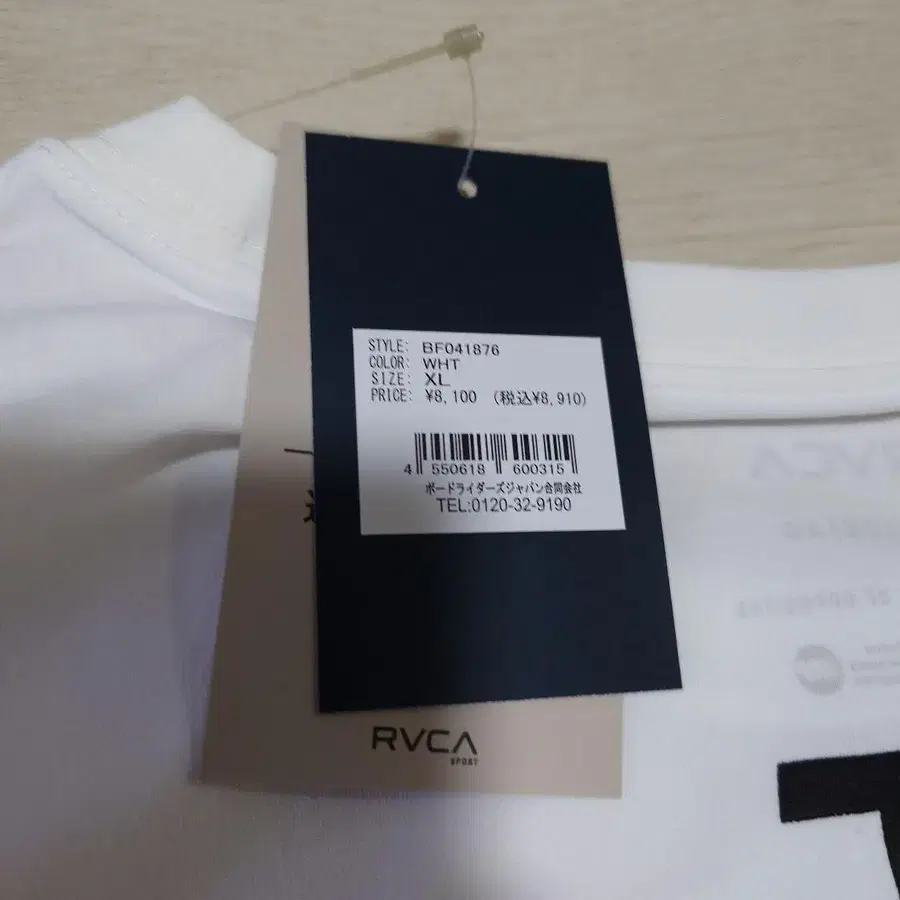 STYLE: BF041876
COLOR: WHT
SIZE: XL
PRICE: ¥8,100 (税込¥8,910)
4 550618 600315
ボードライダーズジャパン合同会社
TEL:0120-32-9190
RVCA
SPORT
RVCA